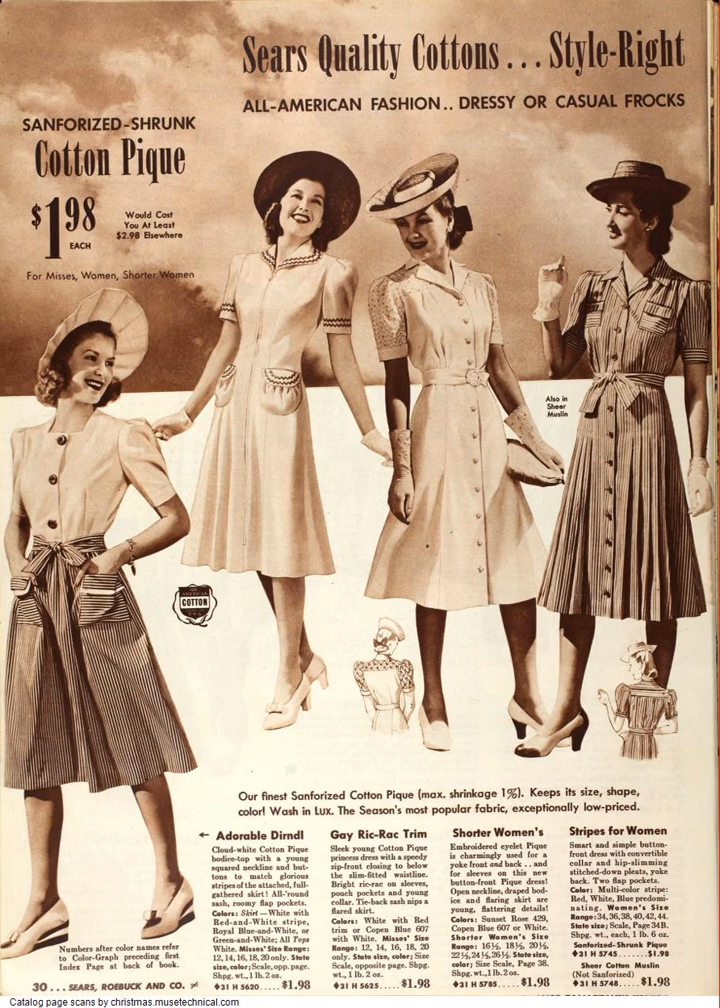 Sears Quality Cottons . . . Style-Right
ALL-AMERICAN FASHION . . DRESSY OR CASUAL FROCKS
SANFORIZED-SHRUNK
Cotton Pique
$1.98
EACH
Would Cost
You At Least
$2.98 Elsewhere
For Misses, Women, Shorter Women
Also in
Sheer
Muslin
AMERICAN
COTTON
Our finest Sanforized Cotton Pique (max. shrinkage 1%). Keeps its size, shape,
color! Wash in Lux. The Season's most popular fabric, exceptionally low-priced.
← Adorable Dirndl
Cloud-white Cotton Pique
bodice-top with a young
squared neckline and but-
tons to match glorious
stripes of the attached, full-
gathered skirt! All-'round
sash, roomy flap pockets.
Colors: Skirt—White with
Red-and-White stripe,
Royal Blue-and-White, or
Green-and-White; All Tops
White. Misses' Size Range:
12, 14, 16, 18, 20 only. State
size, color; Scale, opp. page.
Shpg. wt., 1 lb. 2 oz.
♦31 H 5620 ..... $1.98
Gay Ric-Rac Trim
Sleek young Cotton Pique
princess dress with a speedy
zip-front closing to below
the slim-fitted waistline.
Bright ric-rac on sleeves,
pouch pockets and young
collar. Tie-back sash nips a
flared skirt.
Colors: White with Red
trim or Copen Blue 607
with White. Misses' Size
Range: 12, 14, 16, 18, 20
only. State size, color; Size
Scale, opposite page. Shpg.
wt., 1 lb. 2 oz.
♦31 H 5625 ..... $1.98
Shorter Women's
Embroidered eyelet Pique
is charmingly used for a
yoke front and back . . and
for sleeves on this new
button-front Pique dress!
Open neckline, draped bod-
ice and flaring skirt are
young, flattering details!
Colors: Sunset Rose 429,
Copen Blue 607 or White.
Shorter Women's Size
Range: 16½, 18½, 20½,
22½, 24½, 26½. State size,
color; Size Scale, Page 38.
Shpg. wt., 1 lb. 2 oz.
♦31 H 5785 ..... $1.98
Stripes for Women
Smart and simple button-
front dress with convertible
collar and hip-slimming
stitched-down pleats, yoke
back. Two flap pockets.
Color: Multi-color stripe:
Red, White, Blue predomi-
nating. Women's Size
Range: 34, 36, 38, 40, 42, 44.
State size; Scale, Page 34B.
Shpg. wt., each, 1 lb. 6 oz.
Sanforized-Shrunk Pique
♦31 H 5745 ....... $1.98
Sheer Cotton Muslin
(Not Sanforized)
♦31 H 5748 ..... $1.98
Numbers after color names refer
to Color-Graph preceding first
Index Page at back of book.
30 . . . SEARS, ROEBUCK AND CO.
Catalog page scans by christmas.musetechnical.com